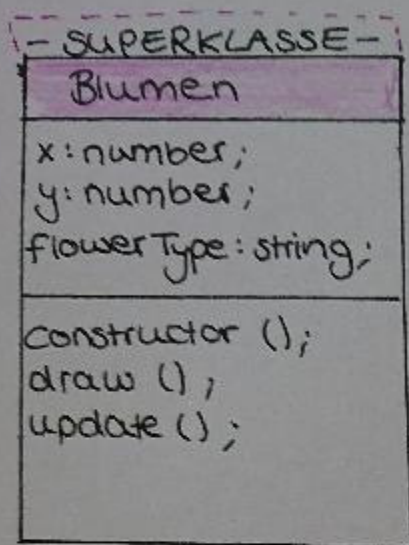 - SUPERKLASSE -
Blumen
x: number;
y: number;
flowerType: string;
constructor ();
draw ();
update ();